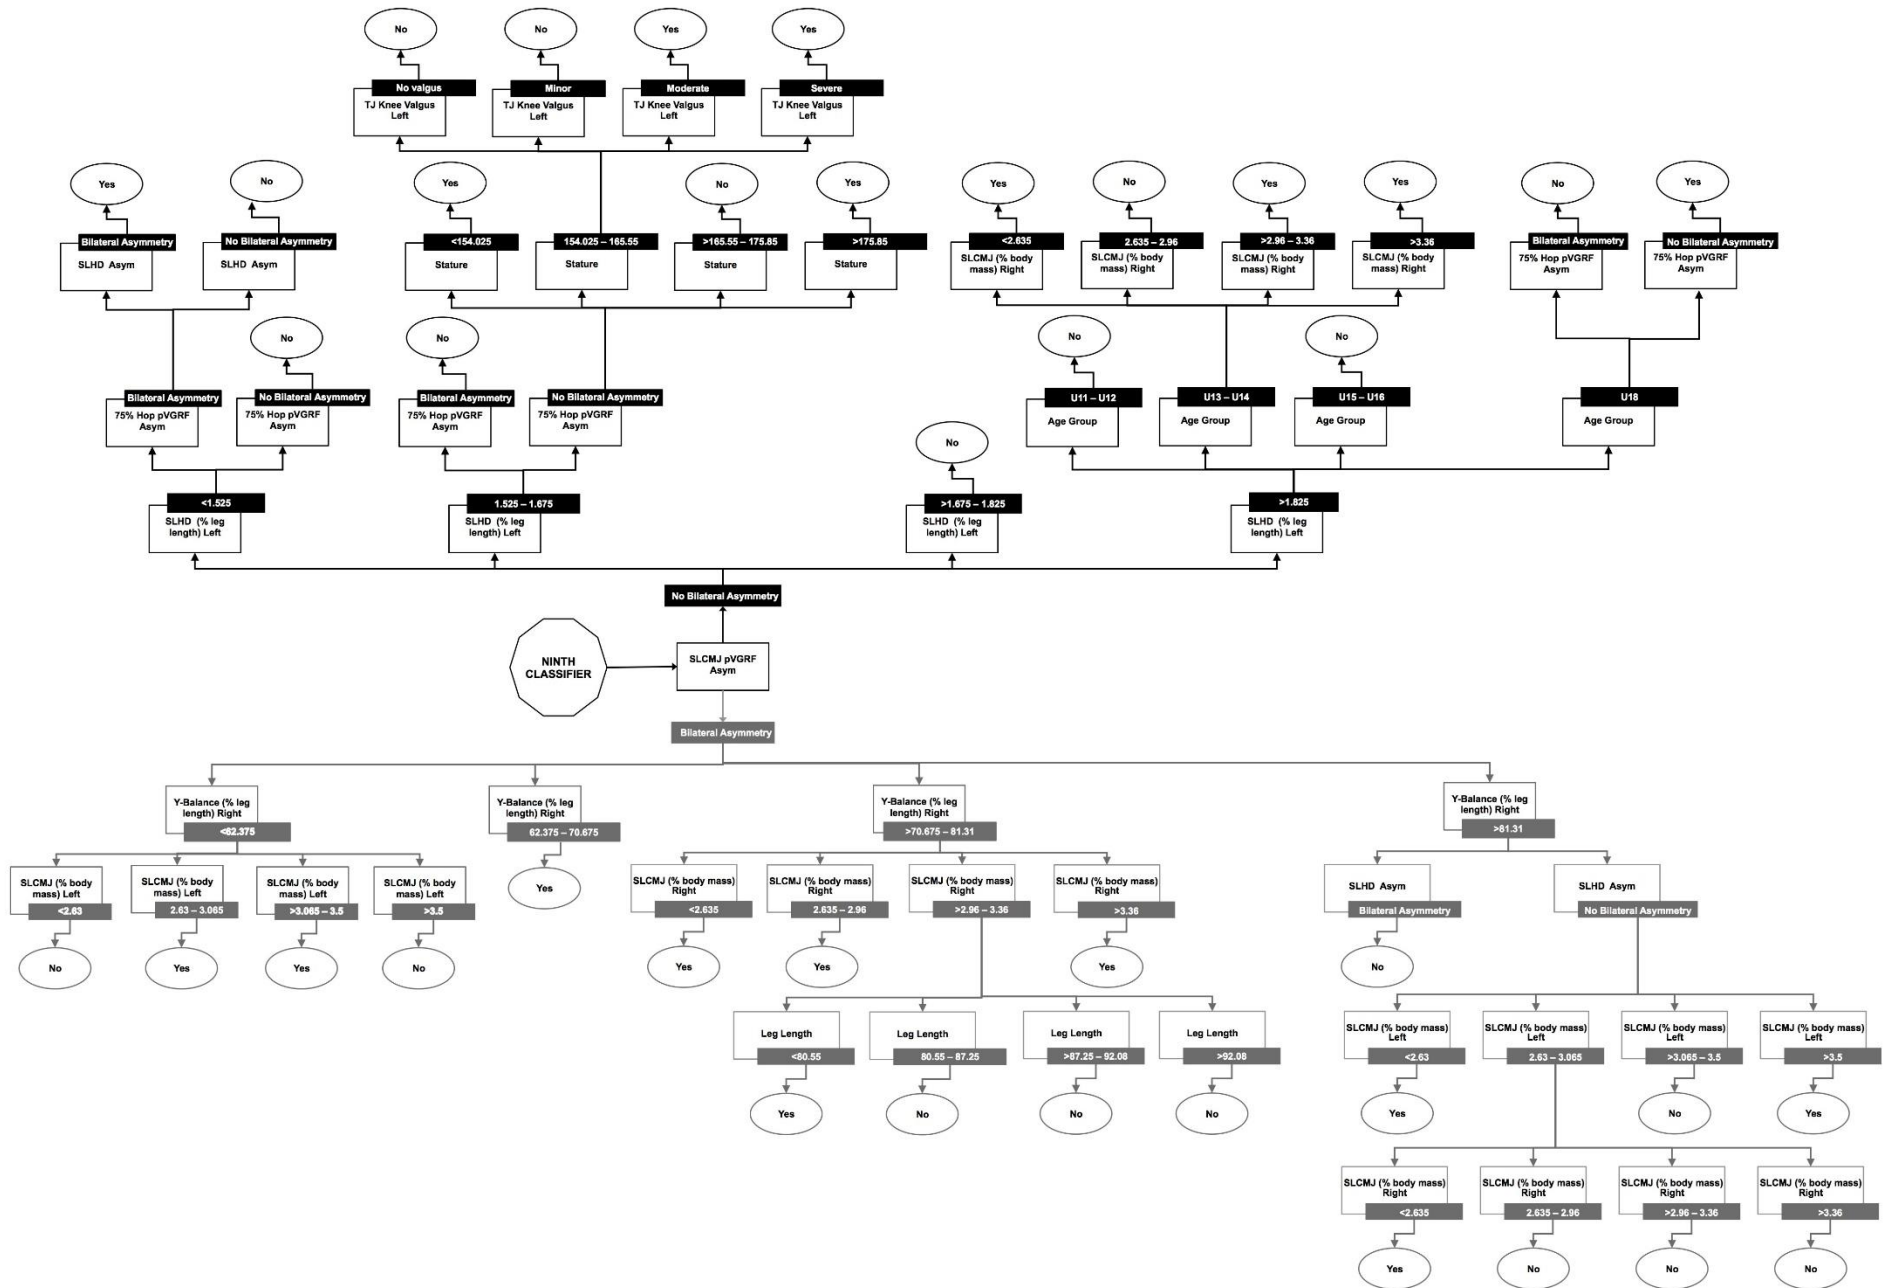 No
No
Yes
Yes
No valgus
Minor
Moderate
Severe
TJ Knee Valgus
Left
TJ Knee Valgus
Left
TJ Knee Valgus
Left
TJ Knee Valgus
Left
Yes
No
Yes
No
Yes
Yes
No
Yes
Yes
No
Yes
Bilateral Asymmetry
No Bilateral Asymmetry
<154.025
154.025 – 165.55
>165.55 – 175.85
>175.85
<2.635
2.635 – 2.96
>2.96 – 3.36
>3.36
Bilateral Asymmetry
No Bilateral Asymmetry
SLHD Asym
SLHD Asym
Stature
Stature
Stature
Stature
SLCMJ (% body
mass) Right
SLCMJ (% body
mass) Right
SLCMJ (% body
mass) Right
SLCMJ (% body
mass) Right
75% Hop pVGRF
Asym
75% Hop pVGRF
Asym
No
No
No
No
Bilateral Asymmetry
No Bilateral Asymmetry
Bilateral Asymmetry
No Bilateral Asymmetry
U11 – U12
U13 – U14
U15 – U16
U18
75% Hop pVGRF
Asym
75% Hop pVGRF
Asym
75% Hop pVGRF
Asym
75% Hop pVGRF
Asym
Age Group
Age Group
Age Group
Age Group
No
<1.525
1.525 – 1.675
>1.675 – 1.825
>1.825
SLHD (% leg
length) Left
SLHD (% leg
length) Left
SLHD (% leg
length) Left
SLHD (% leg
length) Left
No Bilateral Asymmetry
NINTH
CLASSIFIER
SLCMJ pVGRF
Asym
Bilateral Asymmetry
Y-Balance (% leg
length) Right
<62.375
Y-Balance (% leg
length) Right
62.375 – 70.675
Y-Balance (% leg
length) Right
>70.675 – 81.31
Y-Balance (% leg
length) Right
>81.31
SLCMJ (% body
mass) Left
<2.63
SLCMJ (% body
mass) Left
2.63 – 3.065
SLCMJ (% body
mass) Left
>3.065 – 3.5
SLCMJ (% body
mass) Left
>3.5
Yes
SLCMJ (% body mass)
Right
<2.635
SLCMJ (% body mass)
Right
2.635 – 2.96
SLCMJ (% body mass)
Right
>2.96 – 3.36
SLCMJ (% body mass)
Right
>3.36
SLHD Asym
Bilateral Asymmetry
SLHD Asym
No Bilateral Asymmetry
No
Yes
Yes
No
Yes
Yes
Yes
No
Leg Length
<80.55
Leg Length
80.55 – 87.25
Leg Length
>87.25 – 92.08
Leg Length
>92.08
SLCMJ (% body mass)
Left
<2.63
SLCMJ (% body mass)
Left
2.63 – 3.065
SLCMJ (% body mass)
Left
>3.065 – 3.5
SLCMJ (% body mass)
Left
>3.5
Yes
No
No
No
Yes
No
Yes
SLCMJ (% body mass)
Right
<2.635
SLCMJ (% body mass)
Right
2.635 – 2.96
SLCMJ (% body mass)
Right
>2.96 – 3.36
SLCMJ (% body mass)
Right
>3.36
Yes
No
No
No